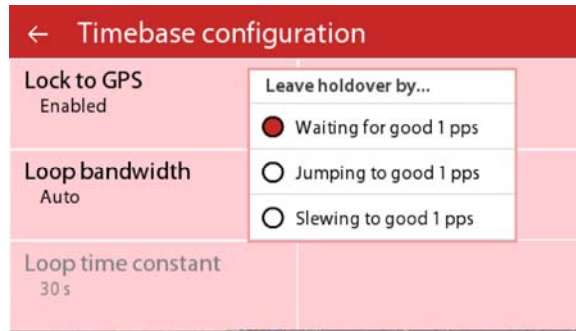 ← Timebase configuration
Lock to GPS
Enabled
Loop bandwidth
Auto
Loop time constant
30 s
Leave holdover by...
Waiting for good 1 pps
Jumping to good 1 pps
Slewing to good 1 pps